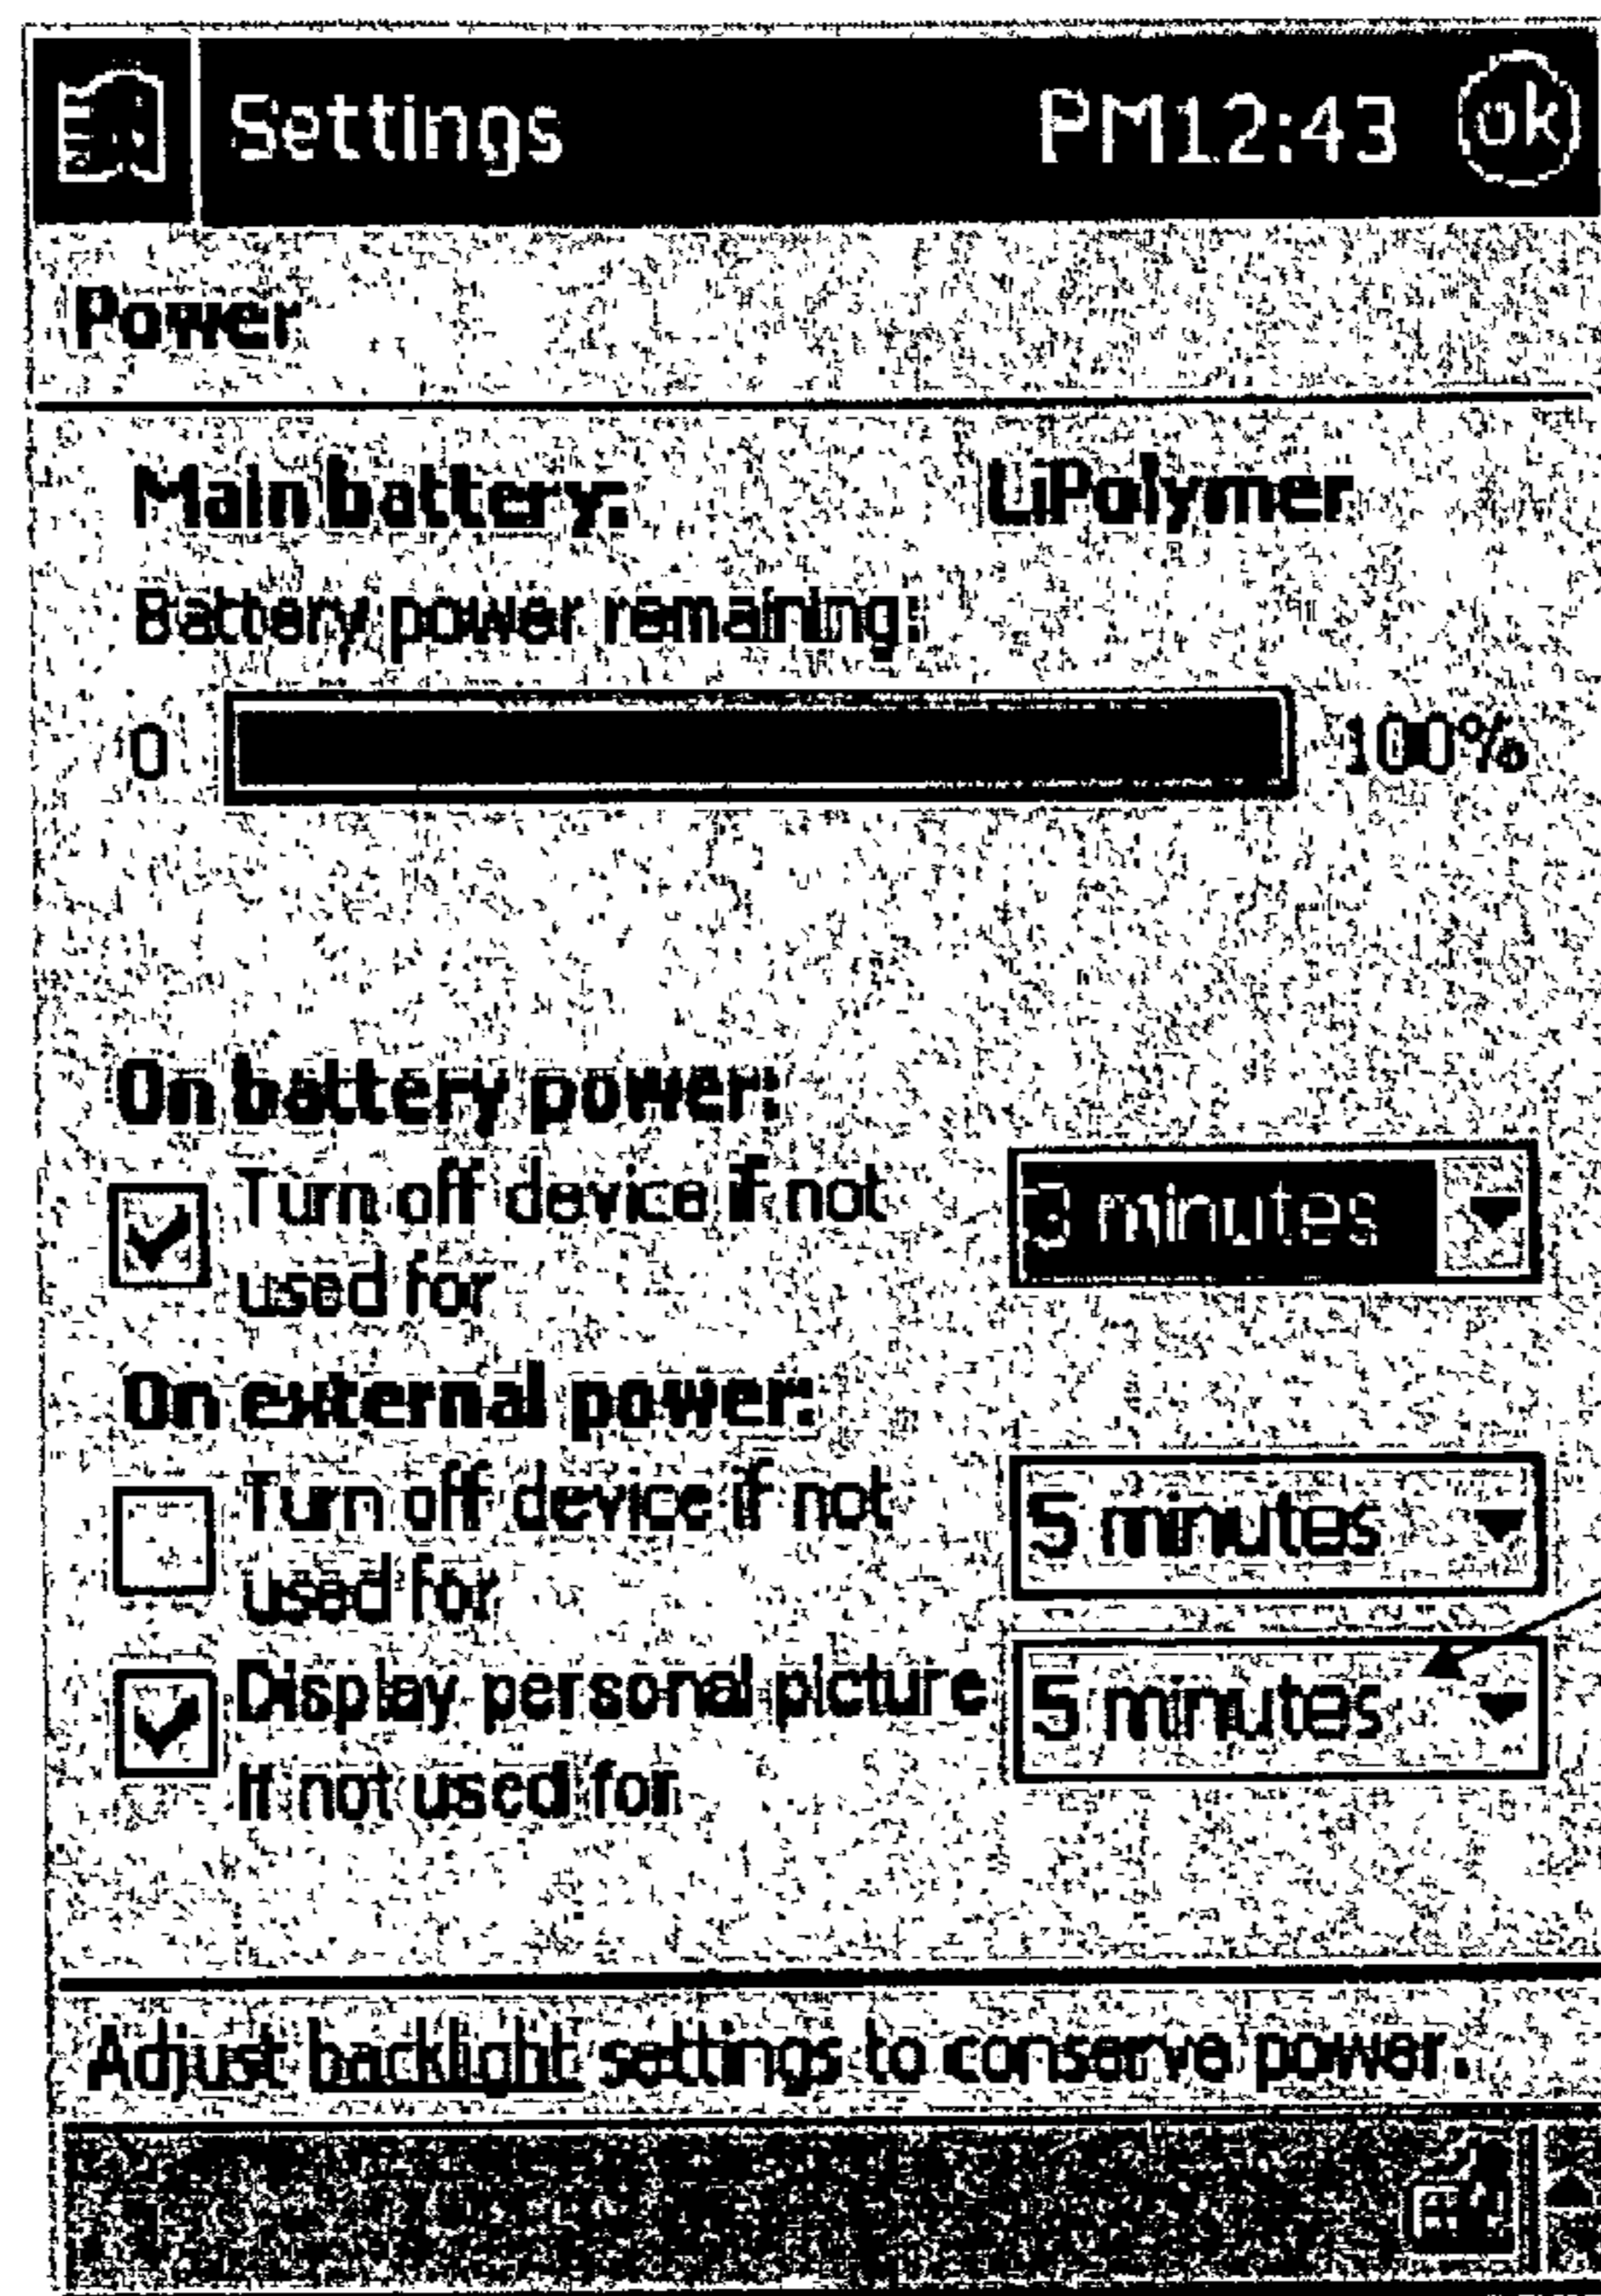 Settings PM12:43 ok
Power
Main battery: LiPolymer
Battery power remaining:
0 100%
On battery power:
Turn off device if not
used for
3 minutes
On external power:
Turn off device if not
used for
5 minutes
Display personal picture
if not used for
5 minutes
Adjust backlight settings to conserve power.